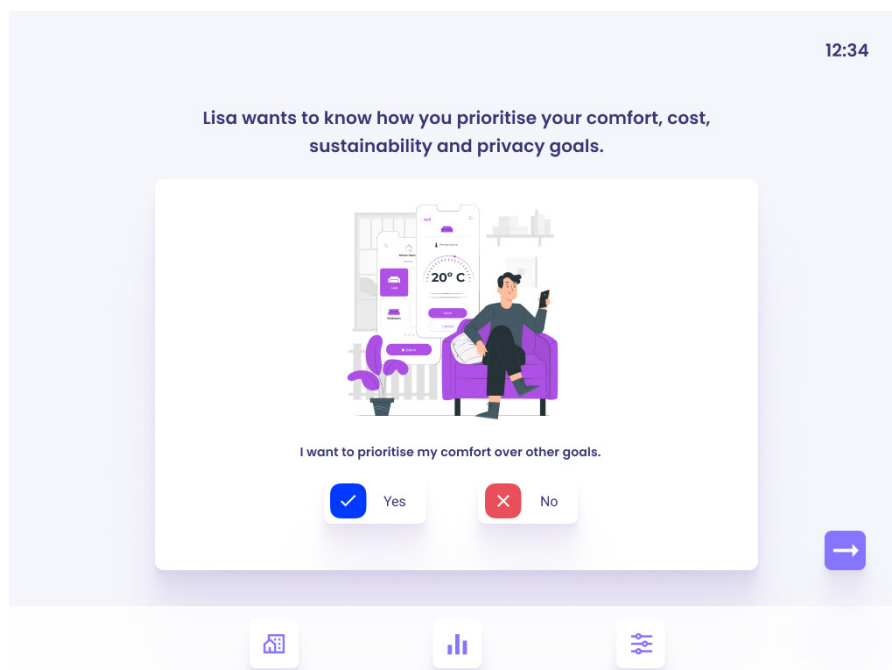 12:34
Lisa wants to know how you prioritise your comfort, cost,
sustainability and privacy goals.
Temperature
20° C
I want to prioritise my comfort over other goals.
Yes
No